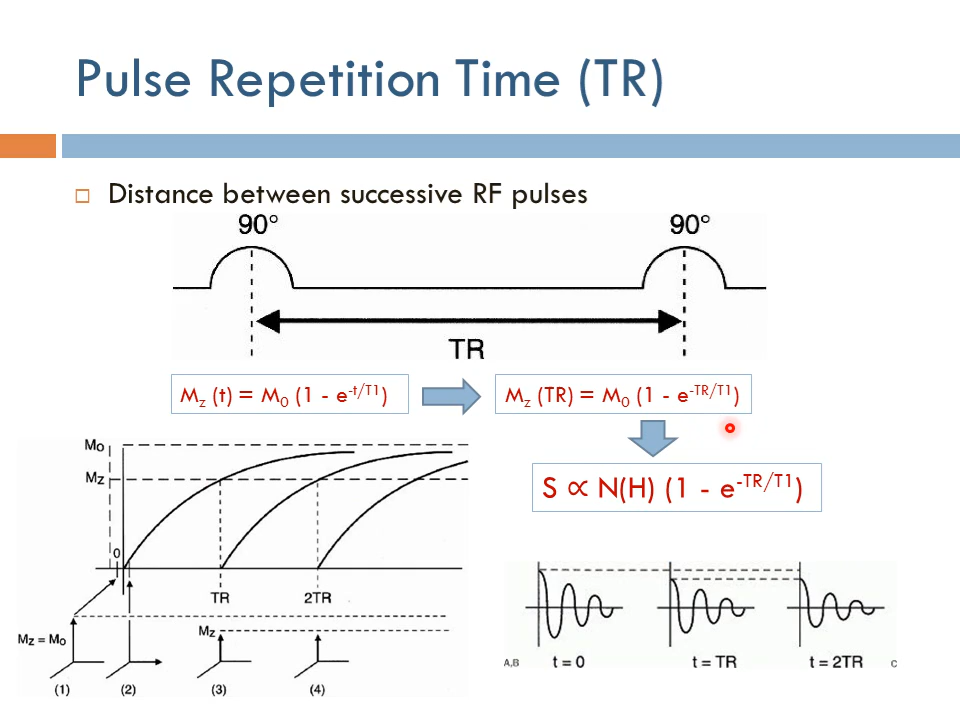 Pulse Repetition Time (TR)
Distance between successive RF pulses
90° 90°
TR
Mz (t) = M0 (1 - e-t/T1)
Mz (TR) = M0 (1 - e-TR/T1)
S ∝ N(H) (1 - e-TR/T1)
Mo
Mz
0
TR 2TR
Mz = Mo
Mz
(1) (2) (3) (4)
A,B t = 0 t = TR t = 2TR C